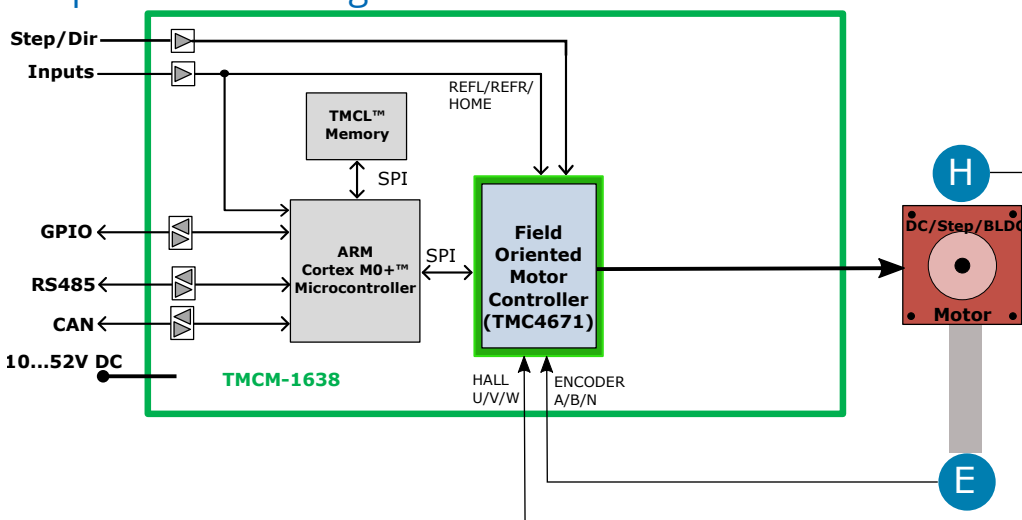 Step/Dir
Inputs
REFL/REFR/
HOME
TMCL™
Memory
SPI
H
DC/Step/BLDC
Motor
GPIO
RS485
CAN
ARM
Cortex M0+™
Microcontroller
SPI
Field
Oriented
Motor
Controller
(TMC4671)
10...52V DC
TMCM-1638
HALL
U/V/W
ENCODER
A/B/N
E